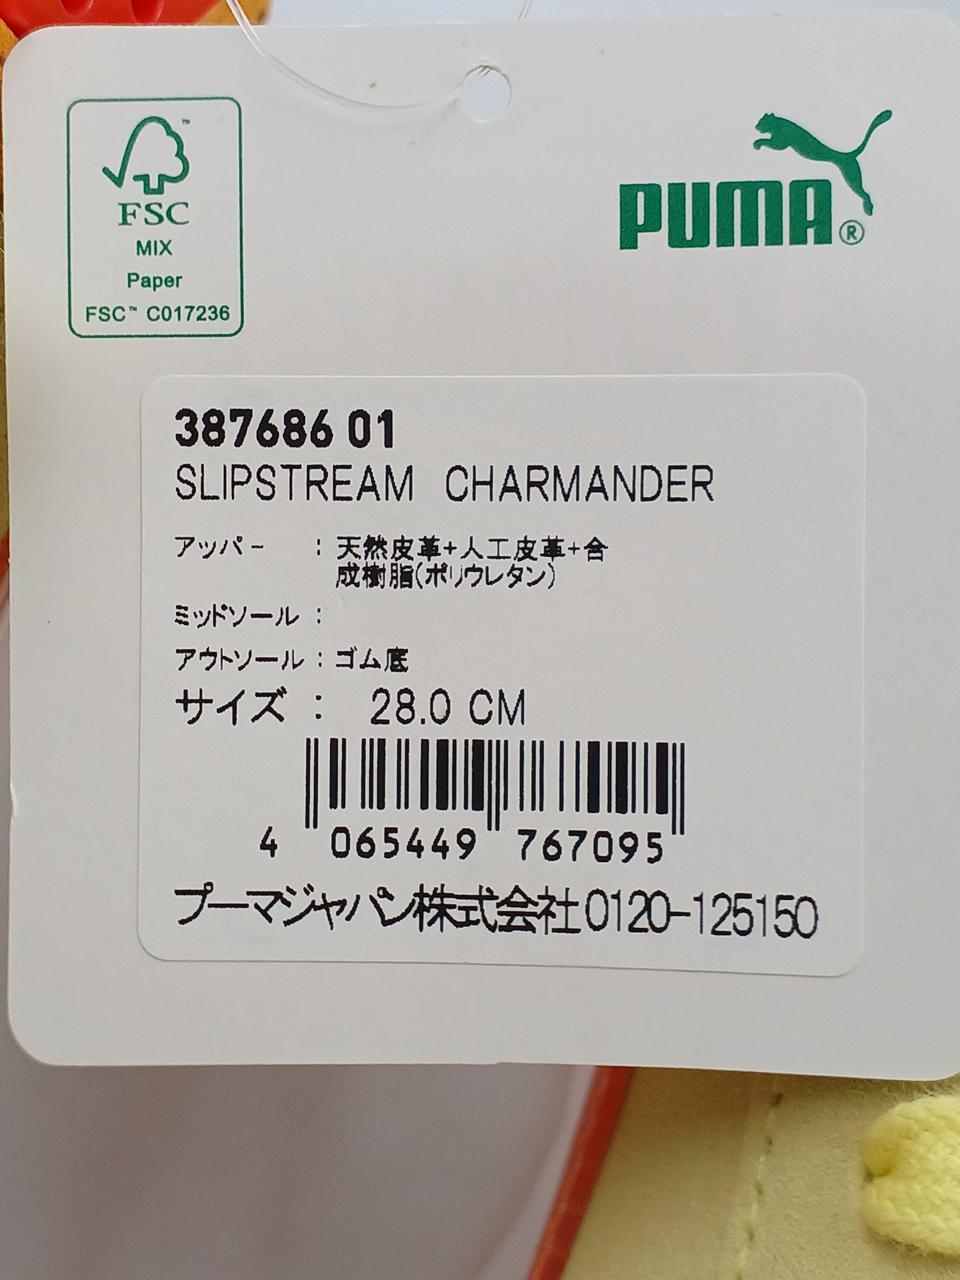 FSC
MIX
Paper
FSC™ C017236
PUMA®
387686 01
SLIPSTREAM CHARMANDER
アッパー : 天然皮革+人工皮革+合
成樹脂(ポリウレタン)
ミッドソール :
アウトソール : ゴム底
サイズ : 28.0 CM
4 065449 767095
プーマジャパン株式会社0120-125150